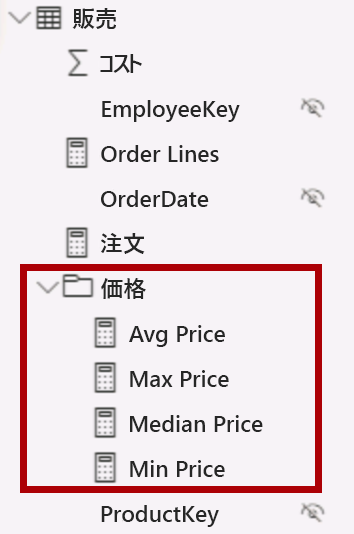 販売
コスト
EmployeeKey
Order Lines
OrderDate
注文
価格
Avg Price
Max Price
Median Price
Min Price
ProductKey